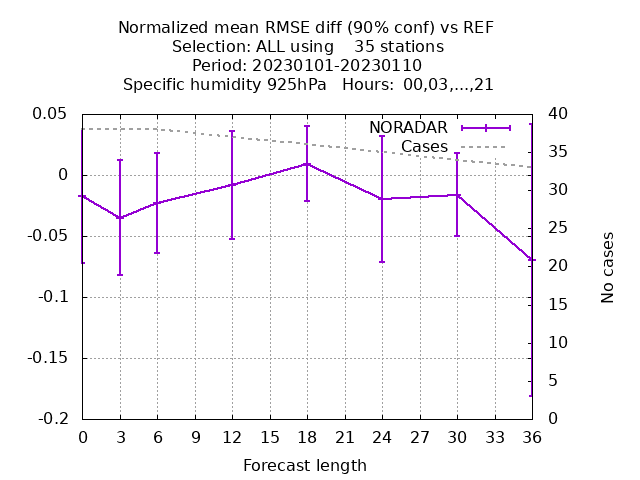 Normalized mean RMSE diff (90% conf) vs REF
Selection: ALL using    35 stations
Period: 20230101-20230110
Specific humidity 925hPa   Hours: 00,03,...,21
NORADAR
Cases
0.05
0
-0.05
-0.1
-0.15
-0.2
40
35
30
25
20
15
10
5
0
No cases
0 3 6 9 12 15 18 21 24 27 30 33 36
Forecast length